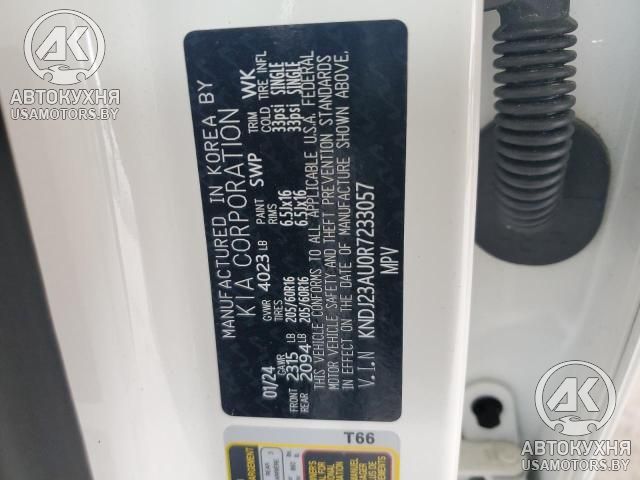 MANUFACTURED IN KOREA BY
KIA CORPORATION
01/24 GVWR 4023 LB PAINT SWP TRIM WK
GAWR TIRES RIMS COLD TIRE INFL
FRONT 2315 LB 205/60R16 6.5Jx16 33psi SINGLE
REAR 2094 LB 205/60R16 6.5Jx16 33psi SINGLE
THIS VEHICLE CONFORMS TO ALL APPLICABLE U.S.A. FEDERAL
MOTOR VEHICLE SAFETY AND THEFT PREVENTION STANDARDS
IN EFFECT ON THE DATE OF MANUFACTURE SHOWN ABOVE.
V.I.N KNDJ23AU0R7233057
MPV
T66
AK
АВТОКУХНЯ
USAMOTORS.BY
AK
АВТОКУХНЯ
USAMOTORS.BY